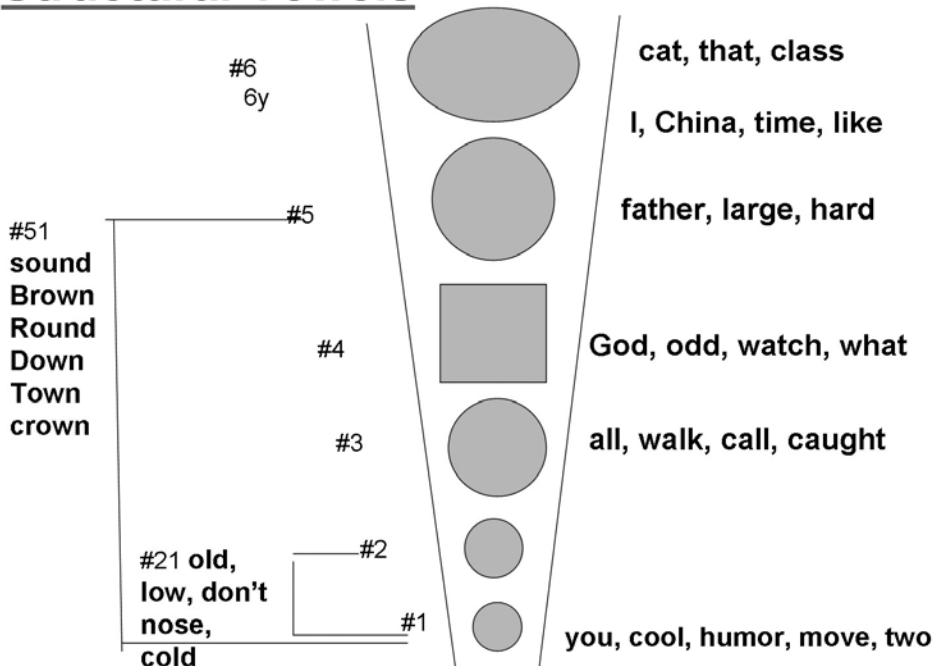 #6
6y
cat, that, class
I, China, time, like
#5
father, large, hard
#51
sound
Brown
Round
Down
Town
crown
#4
God, odd, watch, what
#3
all, walk, call, caught
#2
#21 old,
low, don't
nose,
cold
#1
you, cool, humor, move, two